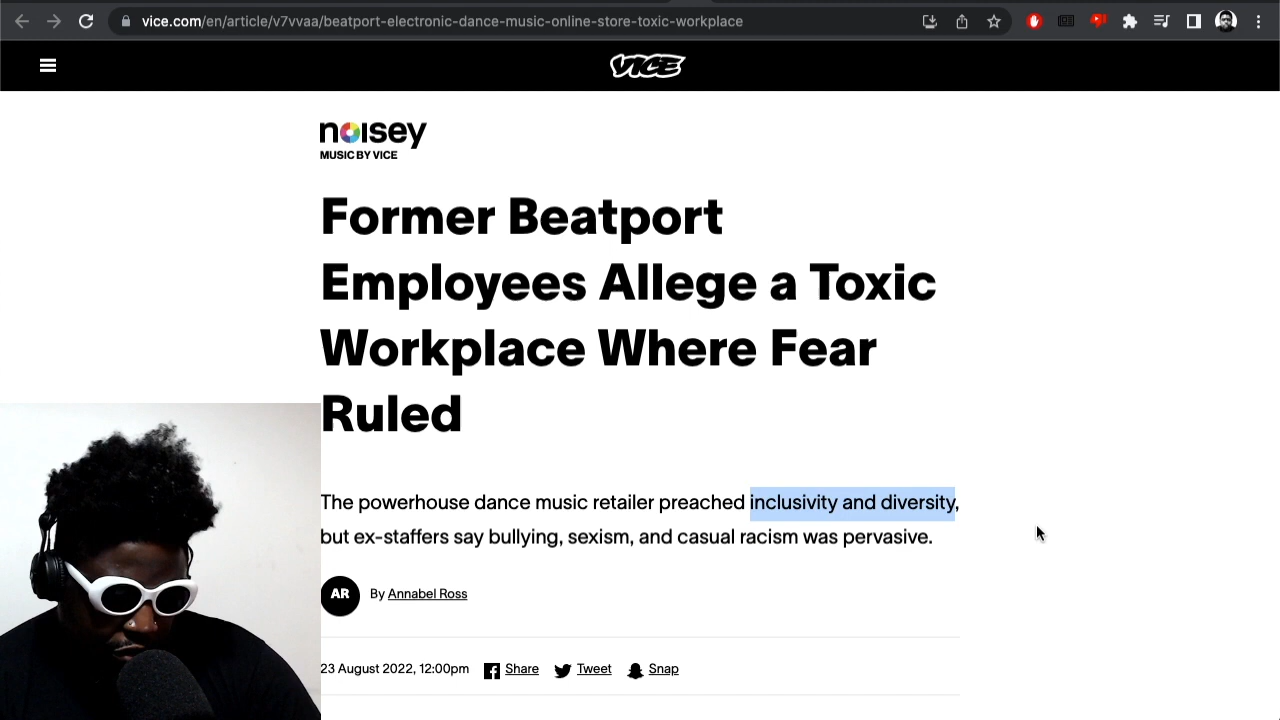 vice.com/en/article/v7vvaa/beatport-electronic-dance-music-online-store-toxic-workplace
VICE
noisey
MUSIC BY VICE
Former Beatport
Employees Allege a Toxic
Workplace Where Fear
Ruled
The powerhouse dance music retailer preached inclusivity and diversity,
but ex-staffers say bullying, sexism, and casual racism was pervasive.
AR By Annabel Ross
23 August 2022, 12:00pm Share Tweet Snap